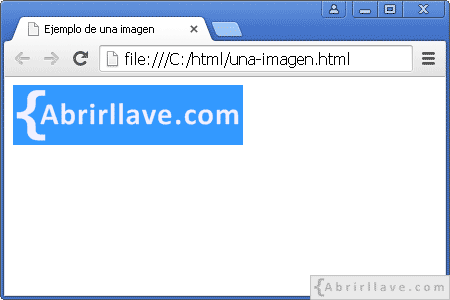 Ejemplo de una imagen
file:///C:/html/una-imagen.html
{Abrirllave.com
{Abrirllave.com